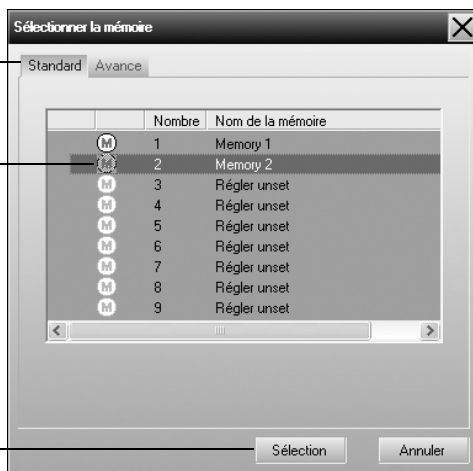 Sélectionner la mémoire
Standard Avance
Nombre Nom de la mémoire
M 1 Memory 1
M 2 Memory 2
M 3 Régler unset
M 4 Régler unset
M 5 Régler unset
M 6 Régler unset
M 7 Régler unset
M 8 Régler unset
M 9 Régler unset
Sélection Annuler